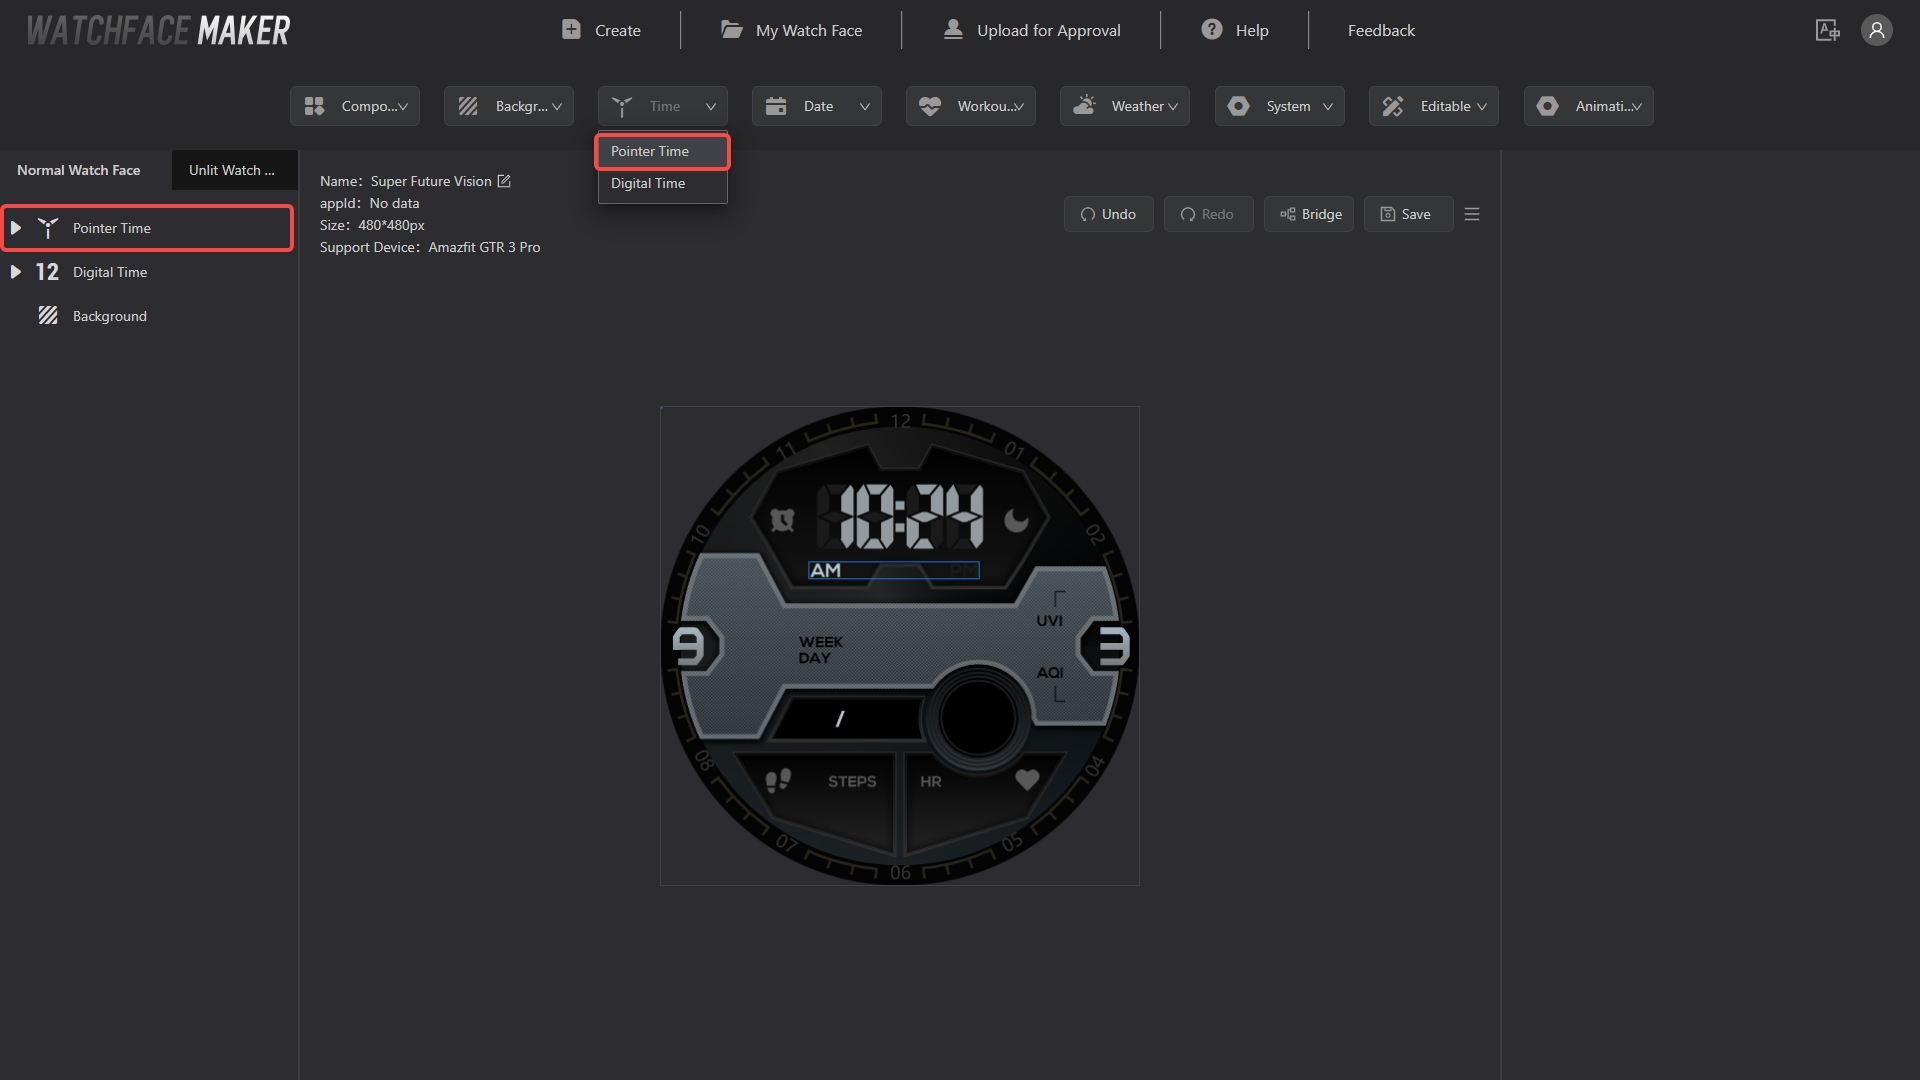 WATCHFACE MAKER
Create
My Watch Face
Upload for Approval
Help
Feedback
Compo...
Backgr...
Time
Date
Workou...
Weather
System
Editable
Animati...
Pointer Time
Digital Time
Normal Watch Face
Unlit Watch ...
Pointer Time
12 Digital Time
Background
Name: Super Future Vision
appId: No data
Size: 480*480px
Support Device: Amazfit GTR 3 Pro
Undo
Redo
Bridge
Save
12
11
01
10:24
10
02
AM
PM
UVI
9
WEEK
DAY
3
AQI
/
08
04
STEPS
HR
07
05
06